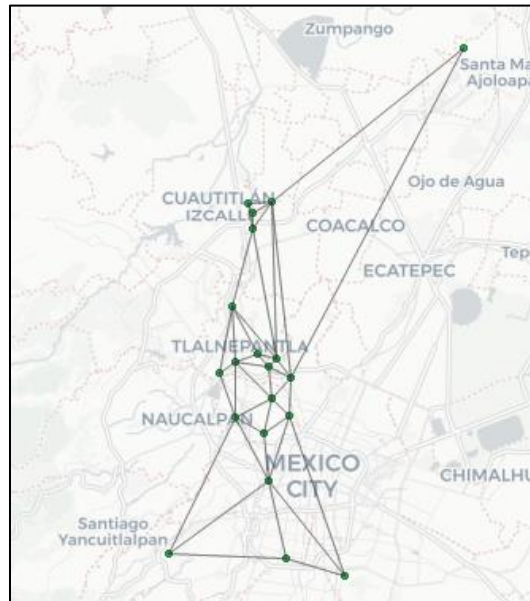 Zumpango
Santa Ma
Ajoloapa
Ojo de Agua
CUAUTITLÁN
IZCALLI
COACALCO
Tep
ECATEPEC
TLALNEPANTLA
NAUCALPAN
MEXICO
CITY
CHIMALHU
Santiago
Yancuitlalpan